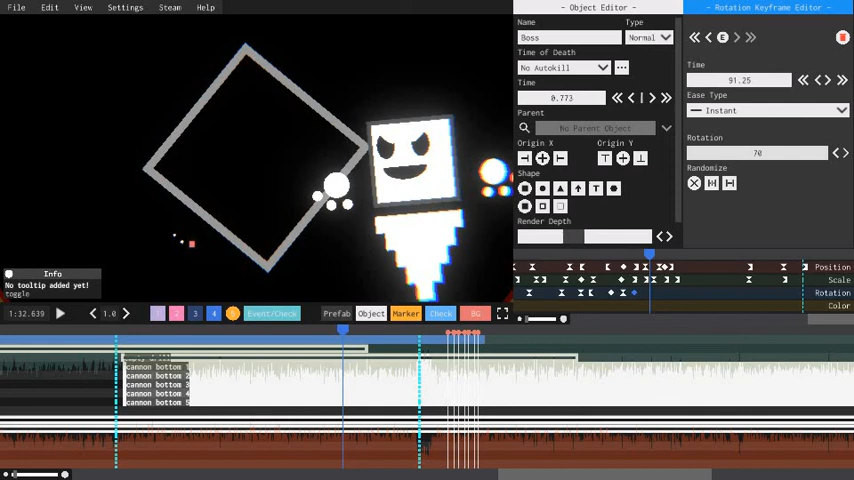 File Edit View Settings Steam Help
- Object Editor -
- Rotation Keyframe Editor -
Name
Type
Boss
Normal
Time of Death
No Autokill
Time
0.773
Parent
No Parent Object
Origin X
Origin Y
Shape
Render Depth
E
Time
91.25
Ease Type
Instant
Rotation
70
Randomize
Info
No tooltip added yet!
toggle
1:32.639
1.0
1
2
3
4
5
Event/Check
Prefab
Object
Marker
Check
BG
Position
Scale
Rotation
Color
cannon bottom 1
cannon bottom 2
cannon bottom 3
cannon bottom 4
cannon bottom 5